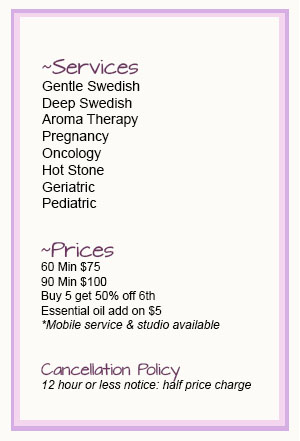 ~Services
Gentle Swedish
Deep Swedish
Aroma Therapy
Pregnancy
Oncology
Hot Stone
Geriatric
Pediatric
~Prices
60 Min $75
90 Min $100
Buy 5 get 50% off 6th
Essential oil add on $5
*Mobile service & studio available
Cancellation Policy
12 hour or less notice: half price charge